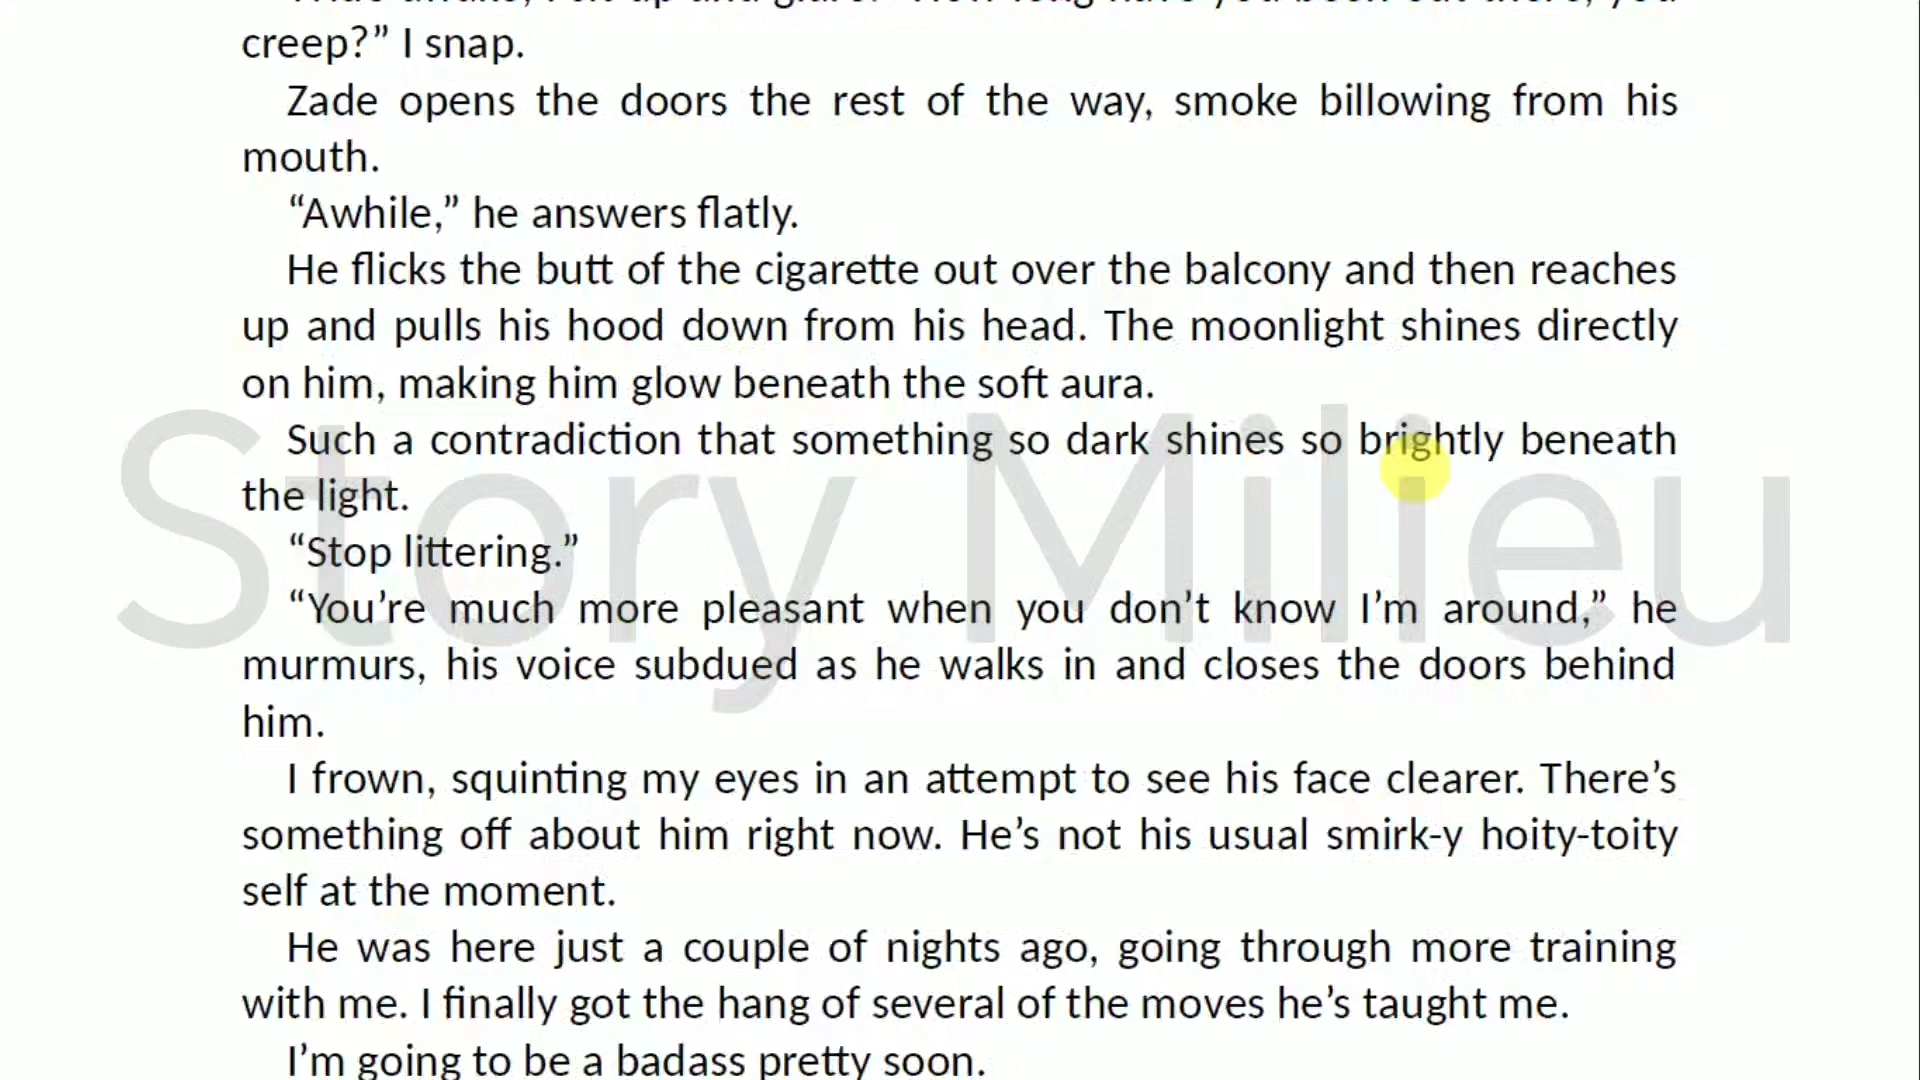 creep?” I snap.
Zade opens the doors the rest of the way, smoke billowing from his
mouth.
“Awhile,” he answers flatly.
He flicks the butt of the cigarette out over the balcony and then reaches
up and pulls his hood down from his head. The moonlight shines directly
on him, making him glow beneath the soft aura.
Such a contradiction that something so dark shines so brightly beneath
the light.
“Stop littering.”
“You’re much more pleasant when you don’t know I’m around,” he
murmurs, his voice subdued as he walks in and closes the doors behind
him.
I frown, squinting my eyes in an attempt to see his face clearer. There’s
something off about him right now. He’s not his usual smirk-y hoity-toity
self at the moment.
He was here just a couple of nights ago, going through more training
with me. I finally got the hang of several of the moves he’s taught me.
I’m going to be a badass pretty soon.
Story Milieu